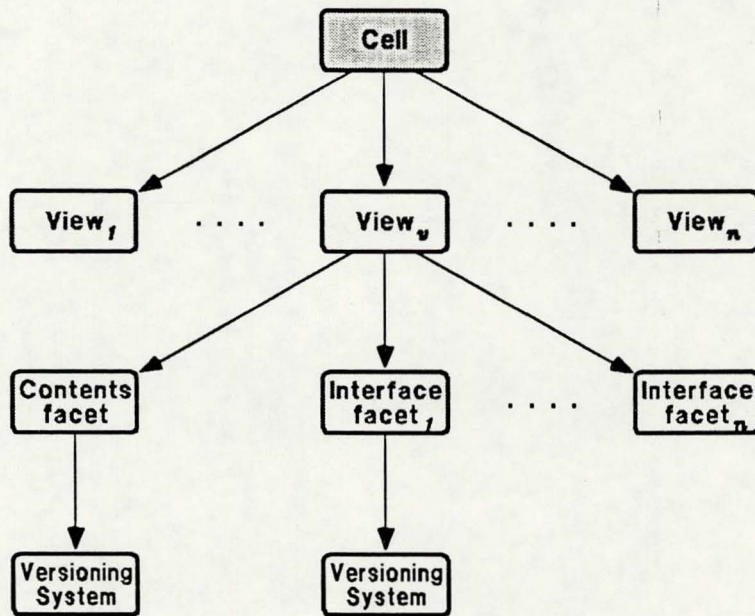 Cell
View1 . . . . Viewv . . . . Viewn
Contents
facet
Interface
facet1 . . . . Interface
facetn
Versioning
System
Versioning
System